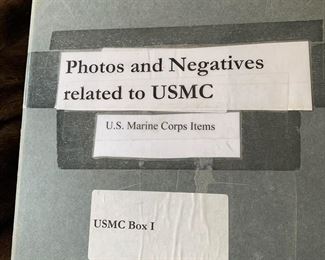 Photos and Negatives
related to USMC
U.S. Marine Corps Items
USMC Box I